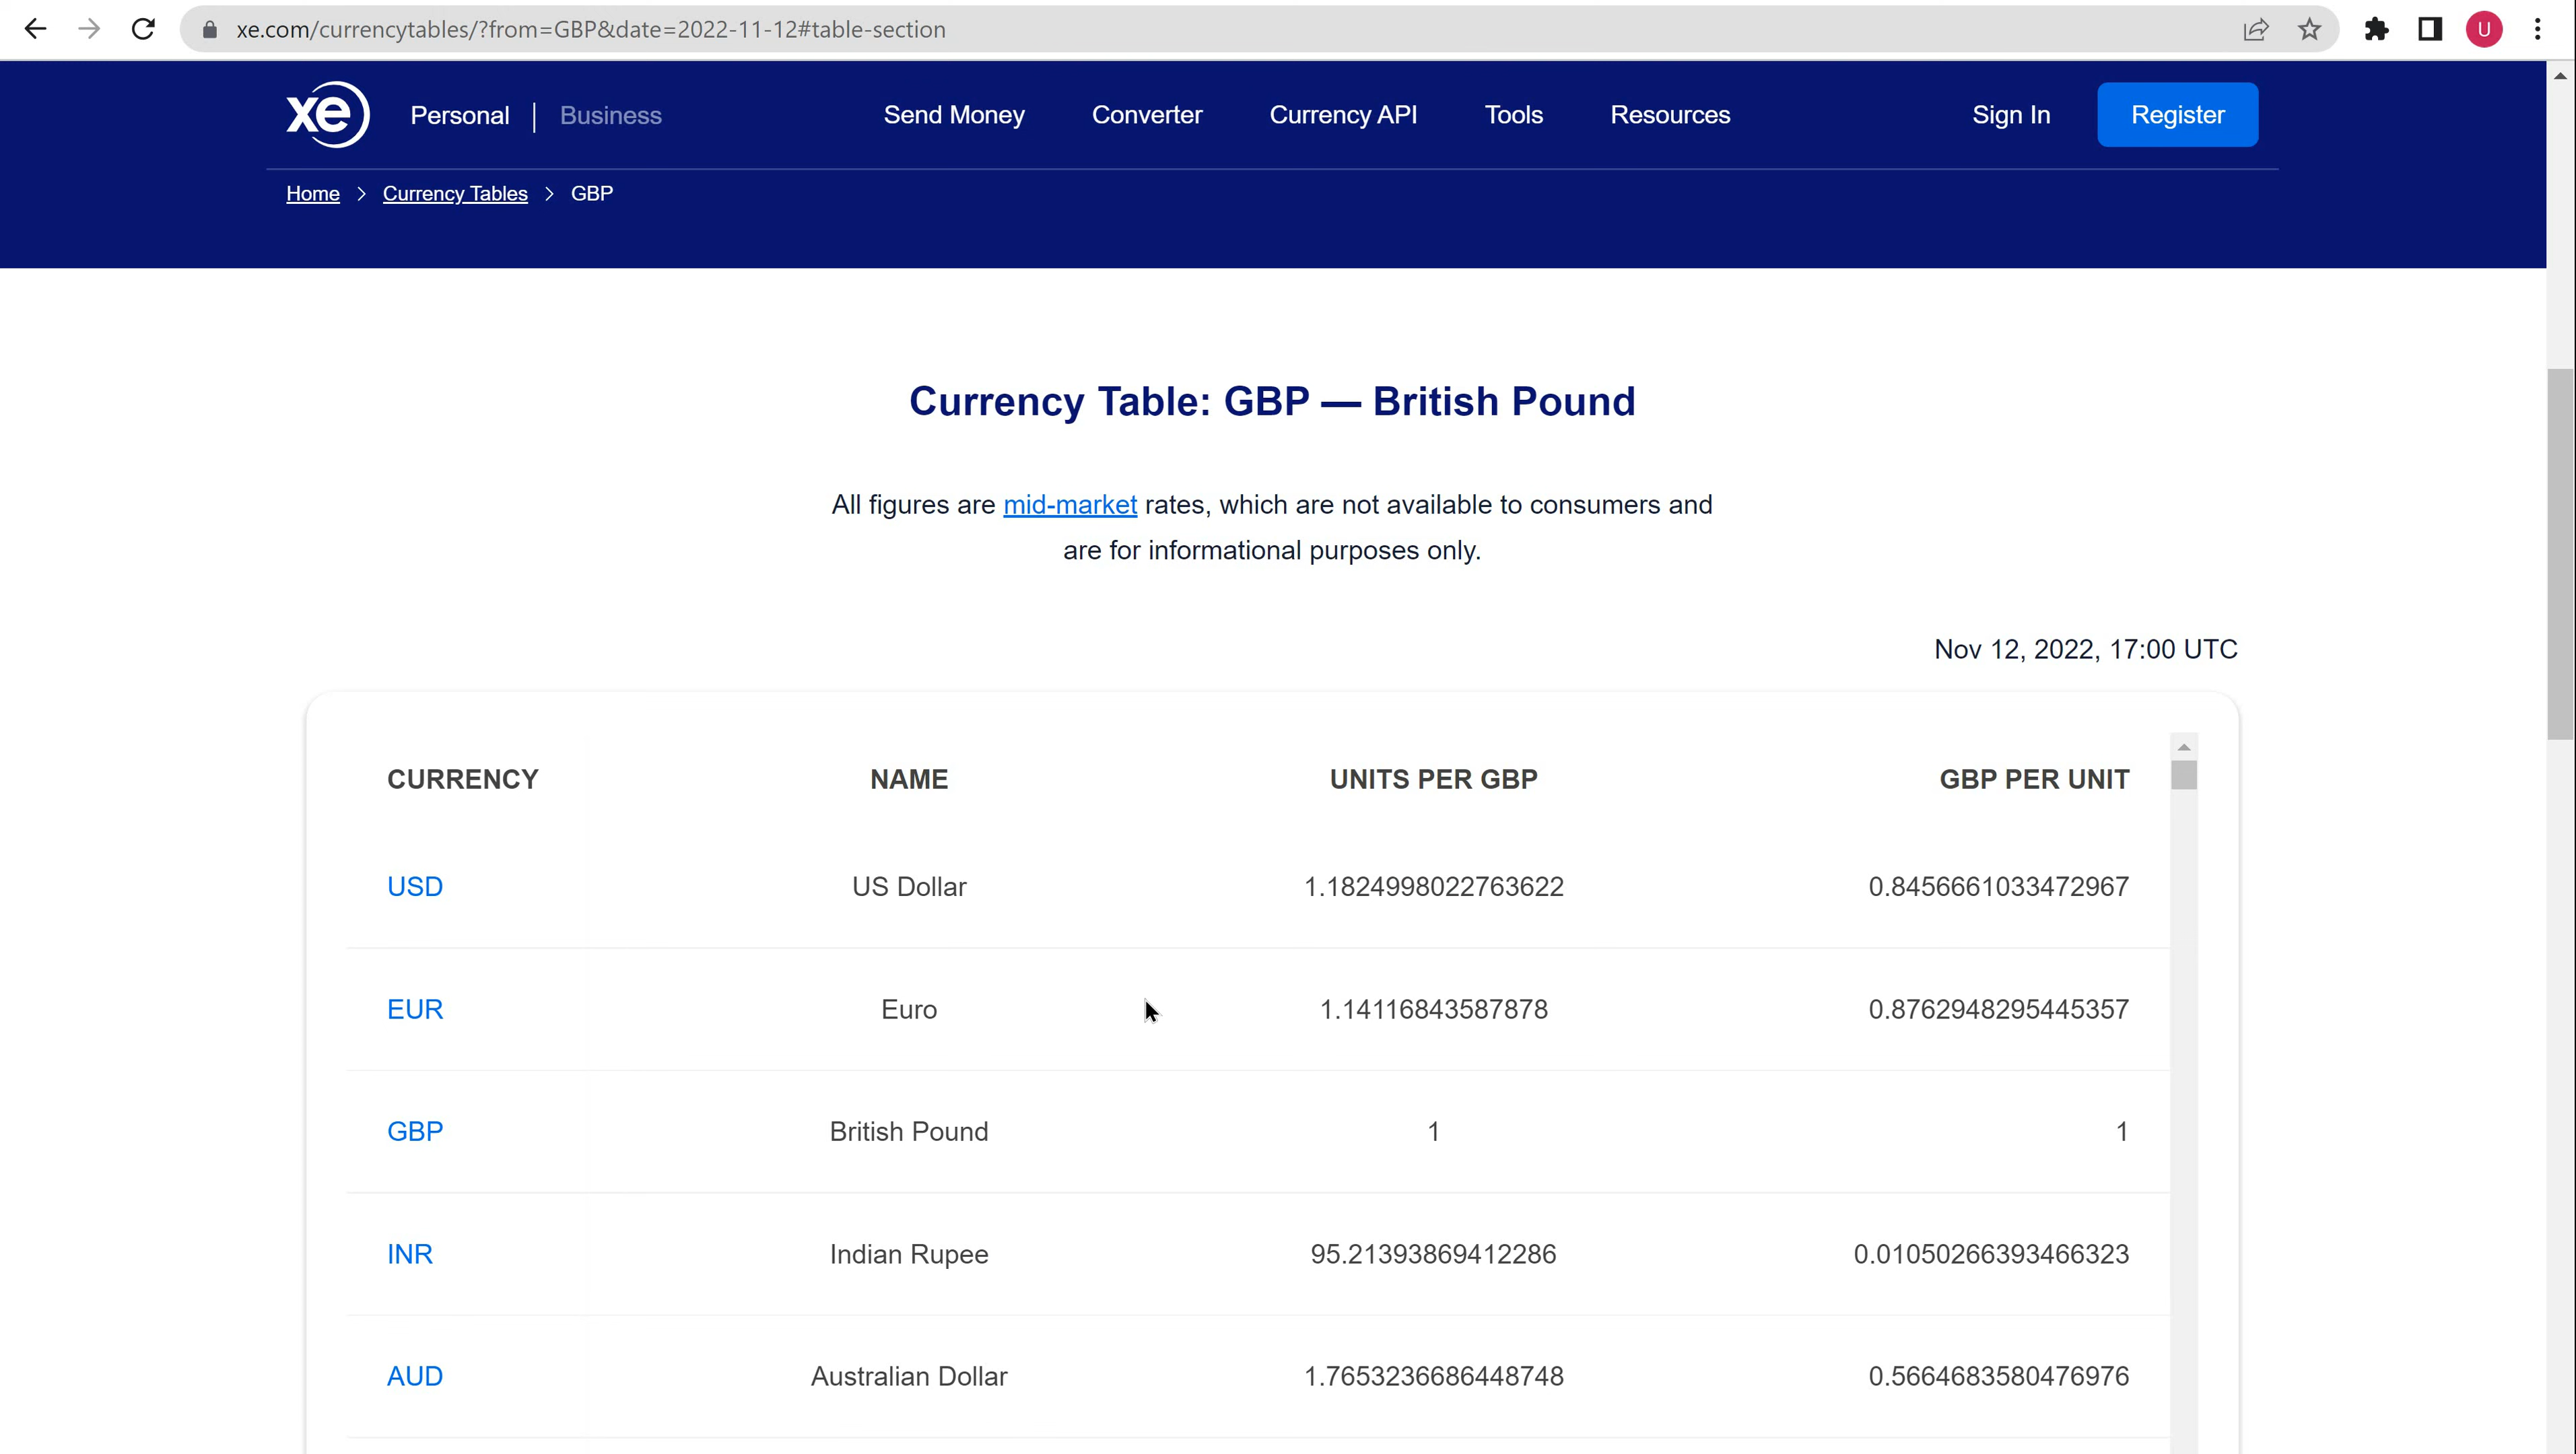 xe.com/currencytables/?from=GBP&date=2022-11-12#table-section
U
xe Personal | Business Send Money Converter Currency API Tools Resources Sign In Register
Home > Currency Tables > GBP
Currency Table: GBP — British Pound
All figures are mid-market rates, which are not available to consumers and
are for informational purposes only.
Nov 12, 2022, 17:00 UTC
CURRENCY NAME UNITS PER GBP GBP PER UNIT
USD US Dollar 1.1824998022763622 0.8456661033472967
EUR Euro 1.14116843587878 0.8762948295445357
GBP British Pound 1 1
INR Indian Rupee 95.21393869412286 0.01050266393466323
AUD Australian Dollar 1.7653236686448748 0.5664683580476976